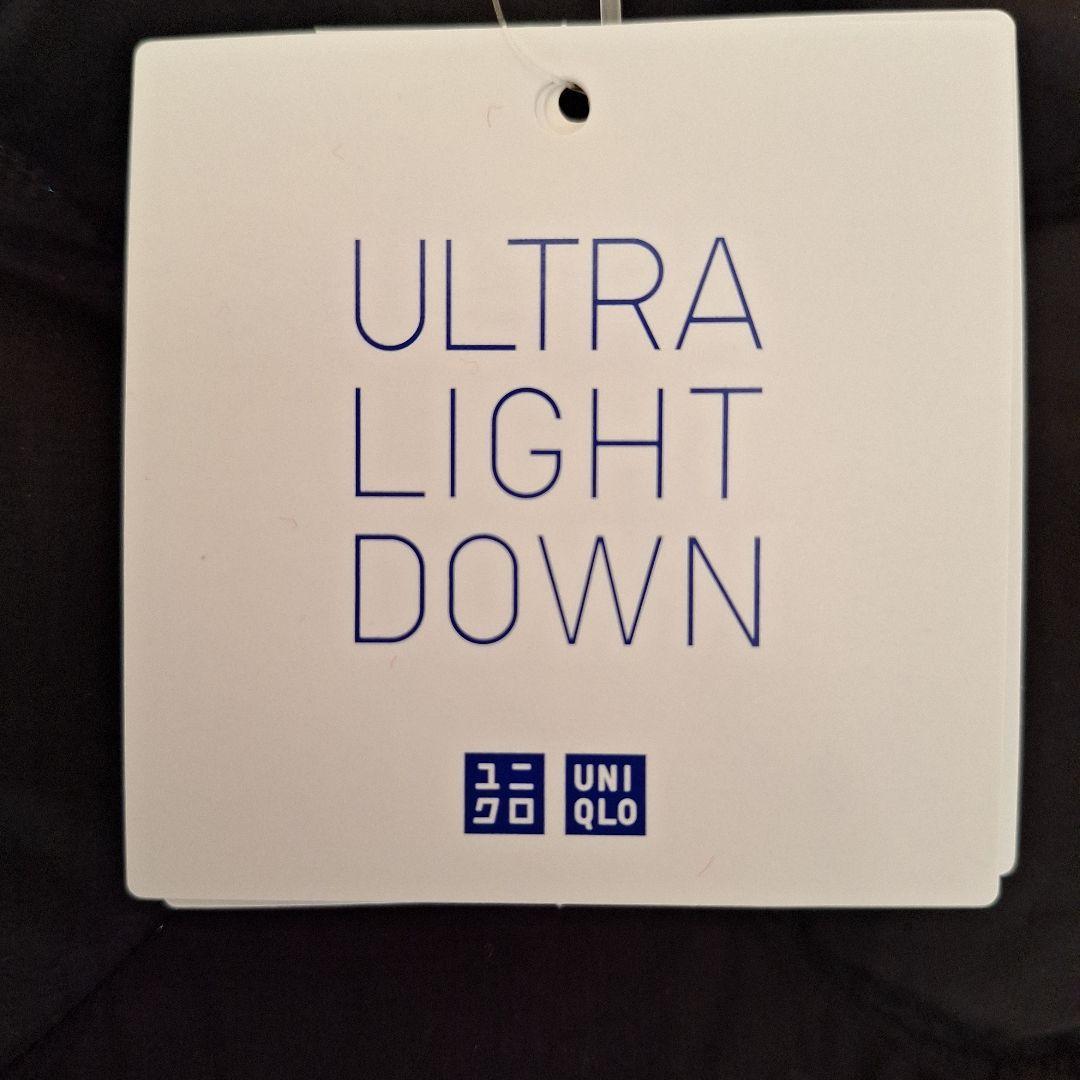 ULTRA
LIGHT
DOWN
ユニ
クロ
UNI
QLO